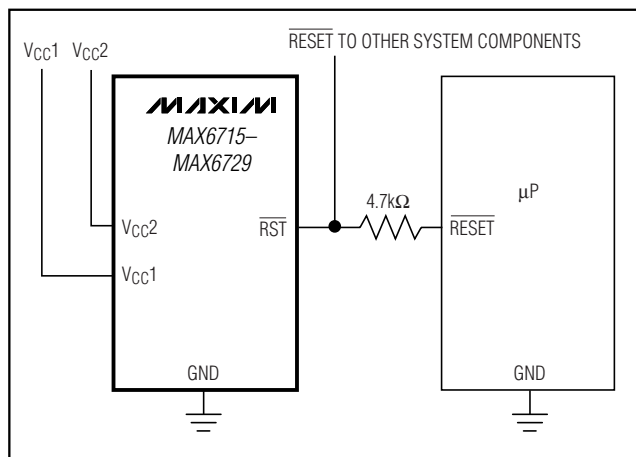 VCC1 VCC2
RESET TO OTHER SYSTEM COMPONENTS
MAXIM
MAX6715–
MAX6729
VCC2
VCC1
RST
GND
4.7kΩ
RESET
μP
GND